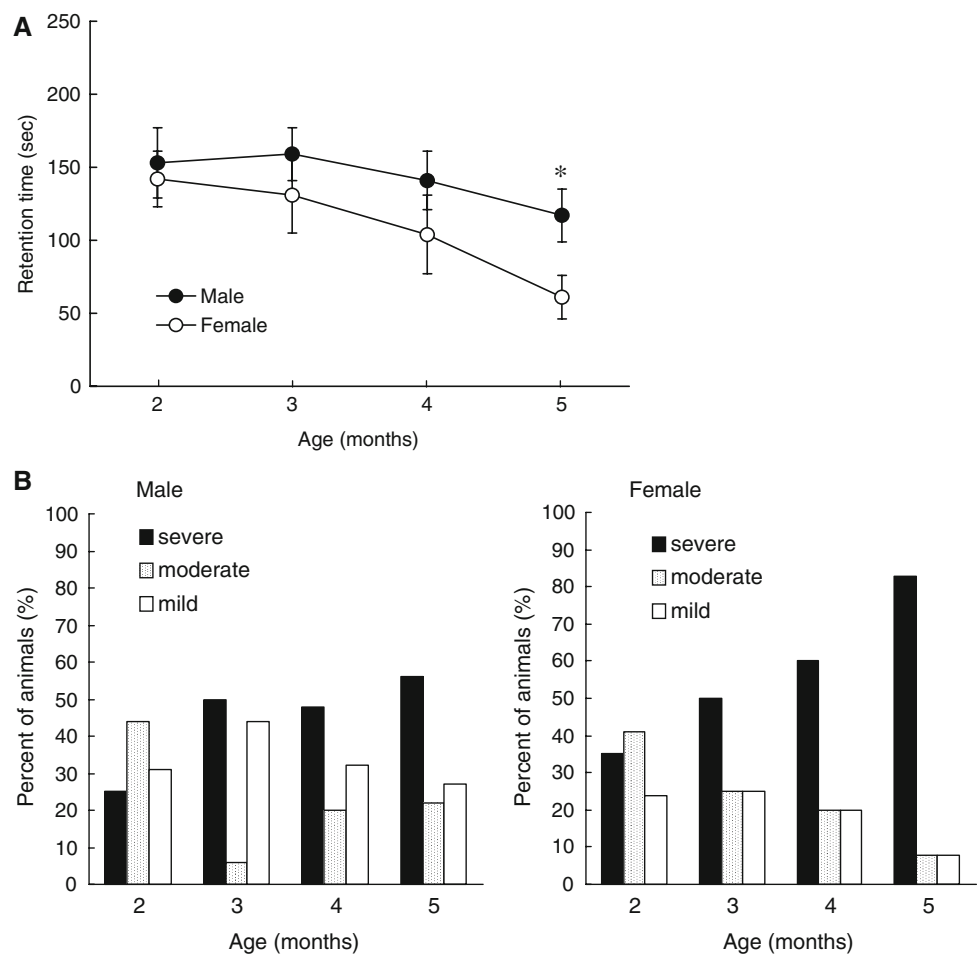 A
250
200
150
100
50
0
Retention time (sec)
*
Male
Female
2 3 4 5
Age (months)
B
Male
100
90
80
70
60
50
40
30
20
10
0
Percent of animals (%)
severe
moderate
mild
2 3 4 5
Age (months)
Female
100
90
80
70
60
50
40
30
20
10
0
Percent of animals (%)
severe
moderate
mild
2 3 4 5
Age (months)